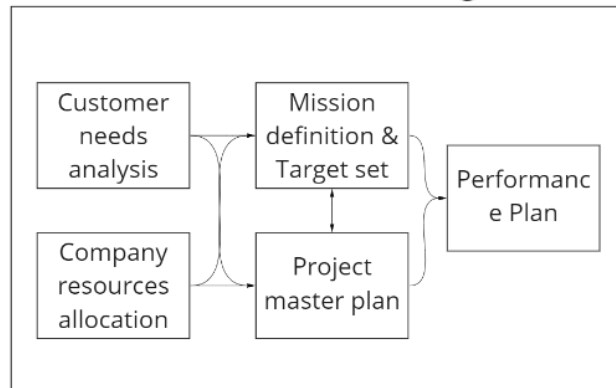 Customer
needs
analysis
Mission
definition &
Target set
Performanc
e Plan
Company
resources
allocation
Project
master plan